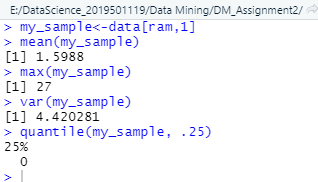 E:/DataScience_2019501119/Data Mining/DM_Assignment2/
> my_sample<-data[ram,1]
> mean(my_sample)
[1] 1.5988
> max(my_sample)
[1] 27
> var(my_sample)
[1] 4.420281
> quantile(my_sample, .25)
25%
  0
>